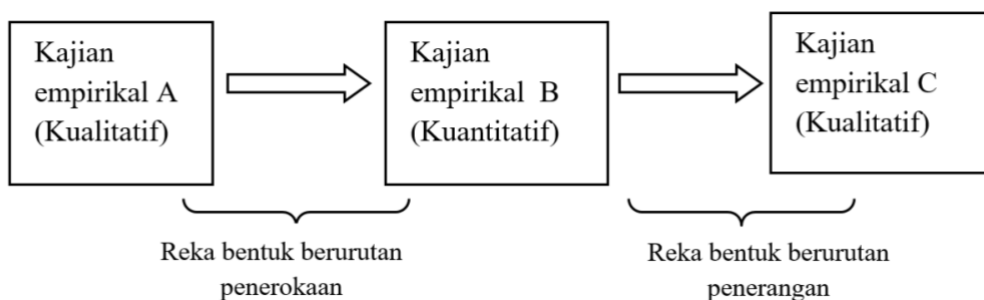 Kajian
empirikal A
(Kualitatif)
Kajian
empirikal B
(Kuantitatif)
Kajian
empirikal C
(Kualitatif)
Reka bentuk berurutan
penerokaan
Reka bentuk berurutan
penerangan